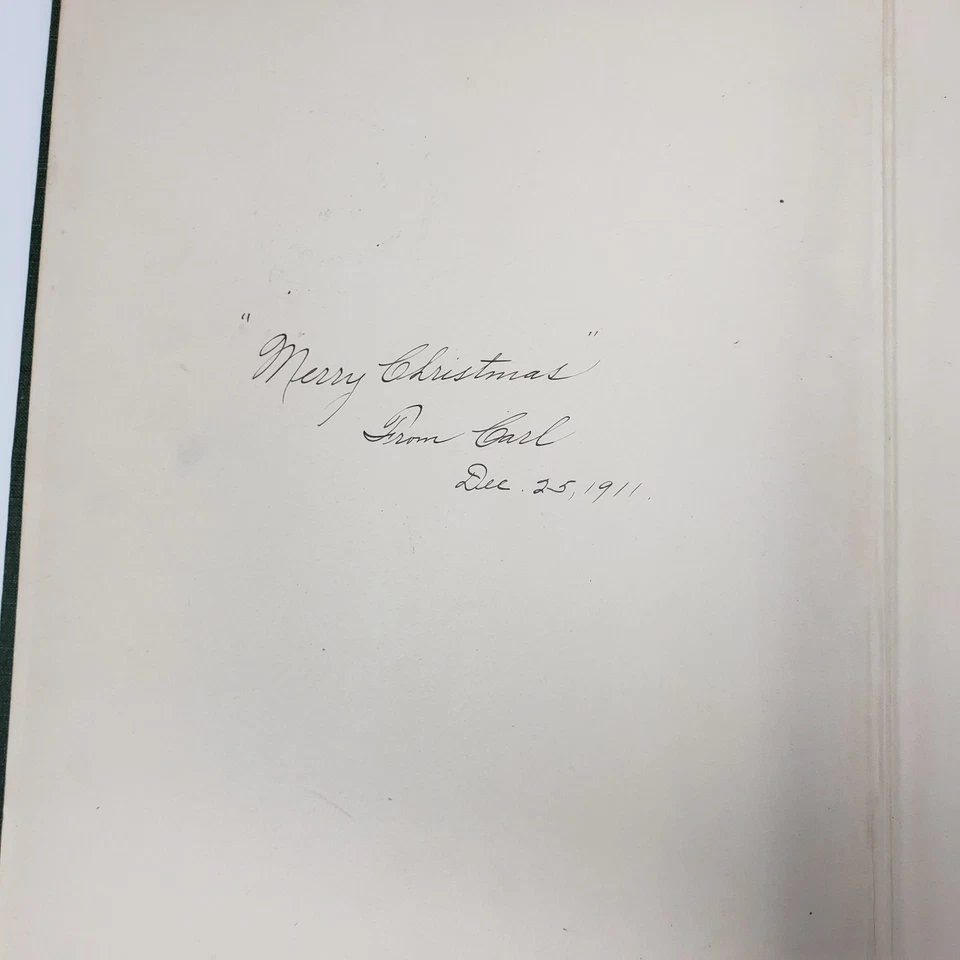 "Merry Christmas"
From Carl
Dec. 25, 1911.